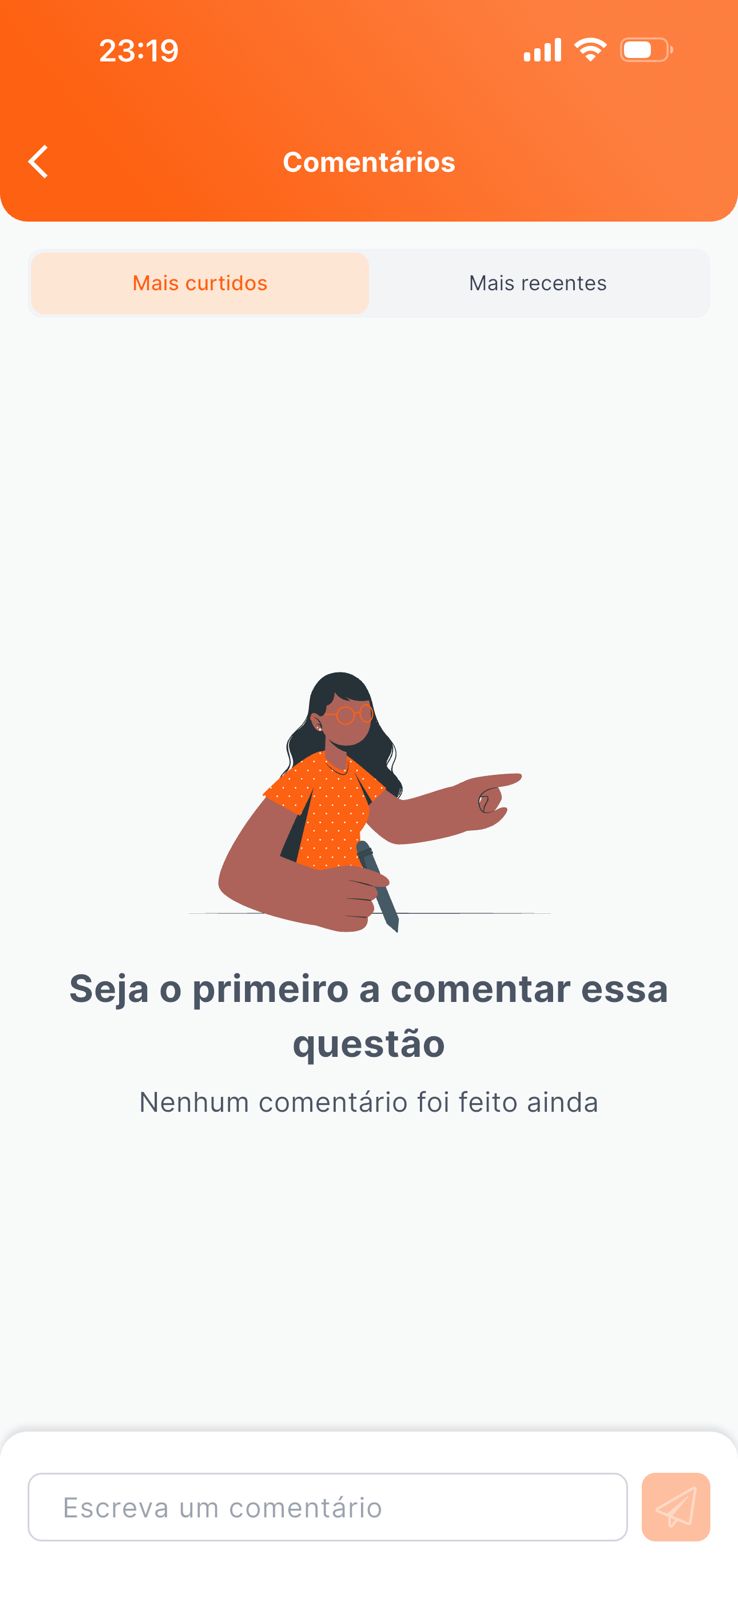 23:19
Comentários
Mais curtidos
Mais recentes
Seja o primeiro a comentar essa
questão
Nenhum comentário foi feito ainda
Escreva um comentário